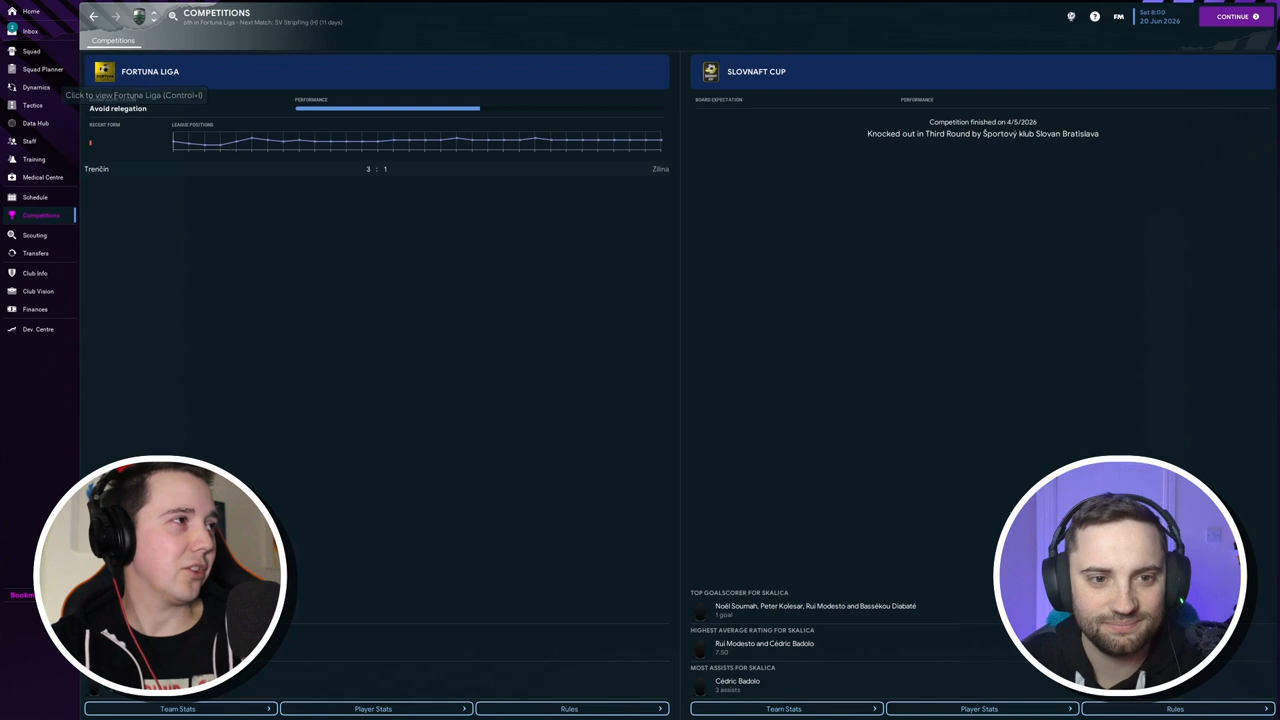 Home
COMPETITIONS
6th in Fortuna Liga - Next Match: SV Stripfing (H) (11 days)
FM
Sat 8:00
20 Jun 2026
CONTINUE
2
Inbox
Competitions
Squad
Squad Planner
Dynamics
Tactics
Data Hub
Staff
Training
Medical Centre
Schedule
Competitions
Scouting
Transfers
Club Info
Club Vision
Finances
Dev. Centre
FORTUNA LIGA
Click to view Fortuna Liga (Control+I)
PERFORMANCE
Avoid relegation
RECENT FORM
LEAGUE POSITIONS
Trenčín 3 : 1 Žilina
SLOVNAFT CUP
BOARD EXPECTATION
PERFORMANCE
Competition finished on 4/5/2026
Knocked out in Third Round by Športový klub Slovan Bratislava
TOP GOALSCORER FOR SKALICA
Noël Soumah, Peter Kolesar, Rui Modesto and Bassékou Diabaté
1 goal
HIGHEST AVERAGE RATING FOR SKALICA
Rui Modesto and Cédric Badolo
7.50
MOST ASSISTS FOR SKALICA
Cédric Badolo
3 assists
Team Stats
Player Stats
Rules
Team Stats
Player Stats
Rules